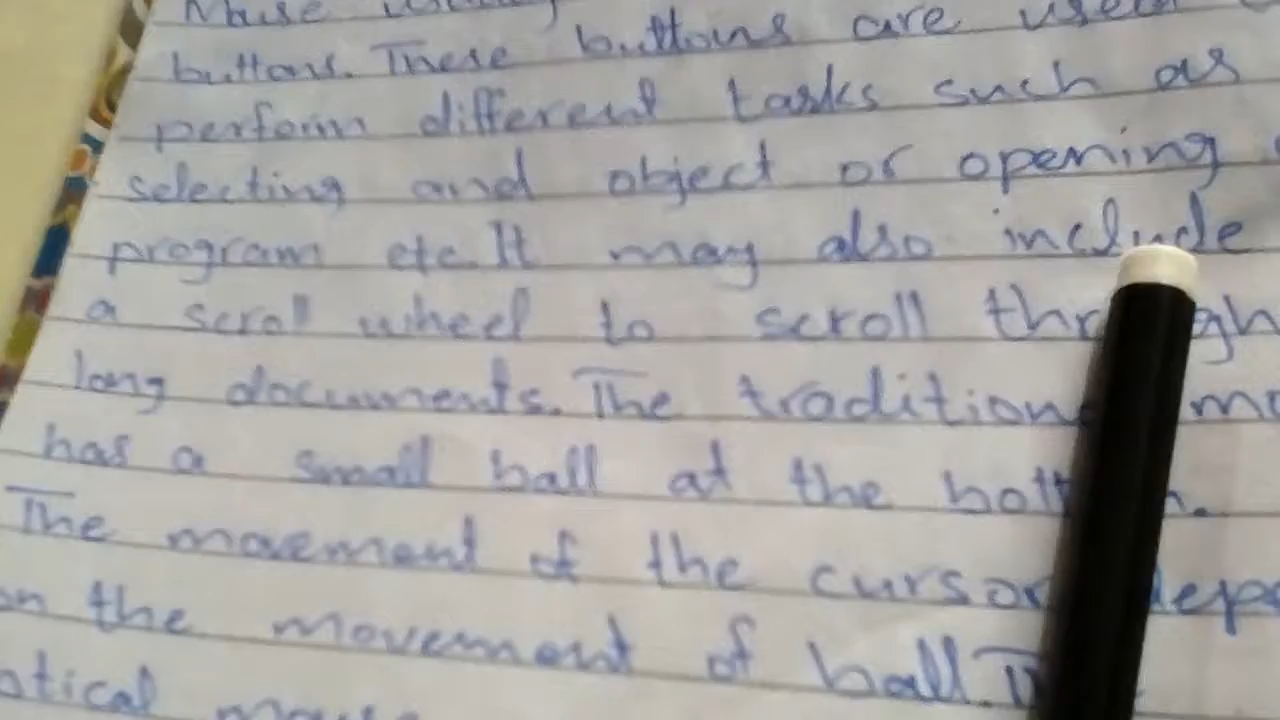 buttons. These buttons are used
perform different tasks such as
selecting and object or opening
program etc. It may also include
a scrol wheel to scroll
long documents. The
has a small ball at the
The movement of the cursor
on the movement of ball.